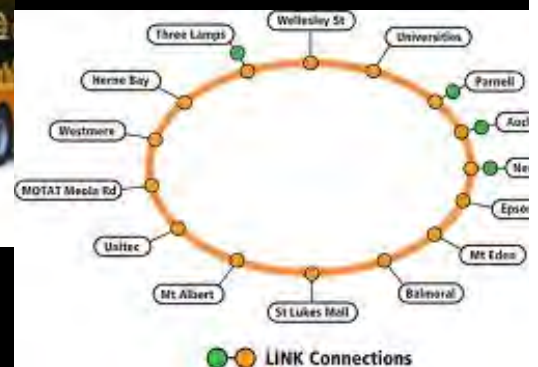 Wellesley St
Three Lamps
Universities
Herne Bay
Parnell
Westmere
MOTAT Meola Rd
Unitec
Mt Eden
Mt Albert
Balmoral
St Lukes Mall
LINK Connections